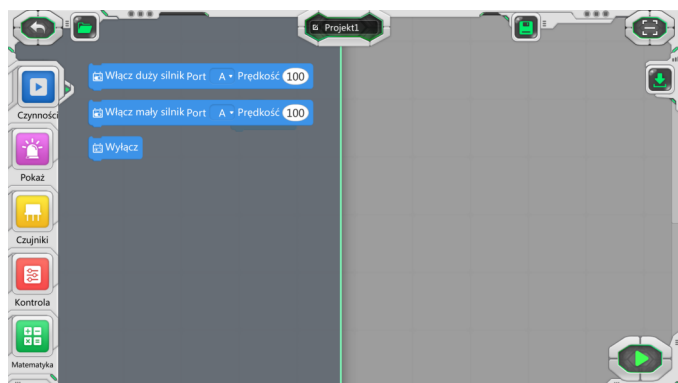 Projekt1
Włącz duży silnik Port A Prędkość 100
Czynności
Włącz mały silnik Port A Prędkość 100
Wyłącz
Pokaż
Czujniki
Kontrola
Matematyka